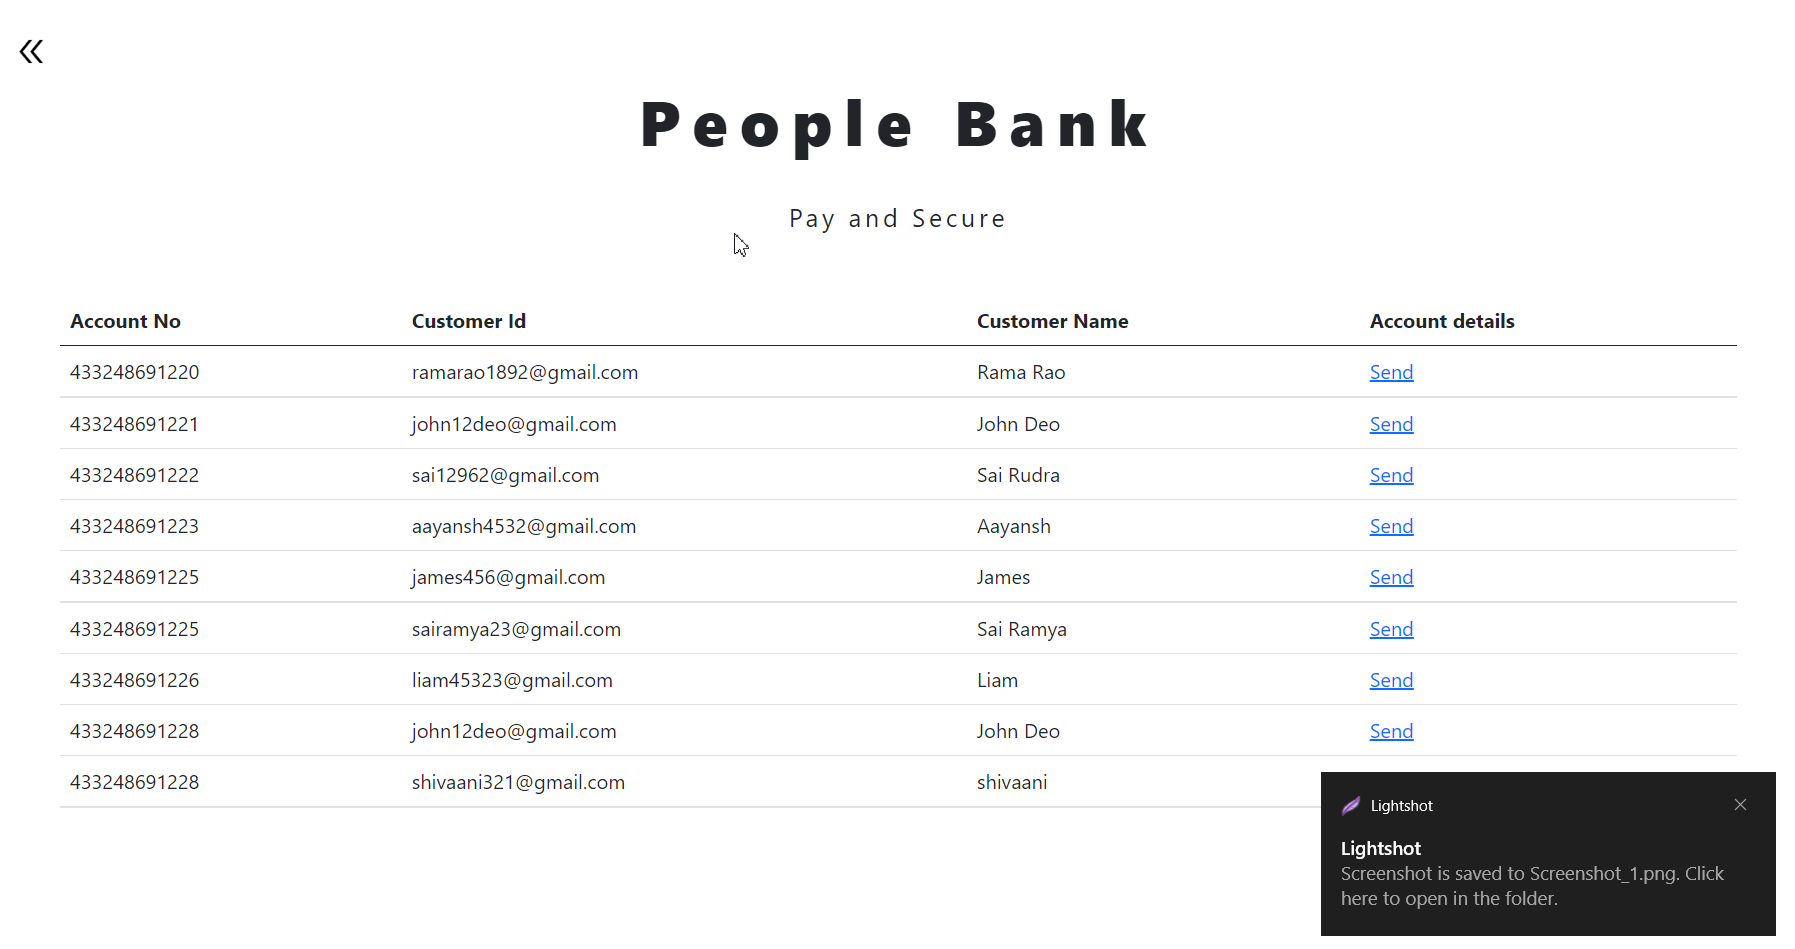 People Bank
Pay and Secure
Account No Customer Id Customer Name Account details
433248691220 ramarao1892@gmail.com Rama Rao Send
433248691221 john12deo@gmail.com John Deo Send
433248691222 sai12962@gmail.com Sai Rudra Send
433248691223 aayansh4532@gmail.com Aayansh Send
433248691225 james456@gmail.com James Send
433248691225 sairamya23@gmail.com Sai Ramya Send
433248691226 liam45323@gmail.com Liam Send
433248691228 john12deo@gmail.com John Deo Send
433248691228 shivaani321@gmail.com shivaani
Lightshot
Lightshot
Screenshot is saved to Screenshot_1.png. Click
here to open in the folder.